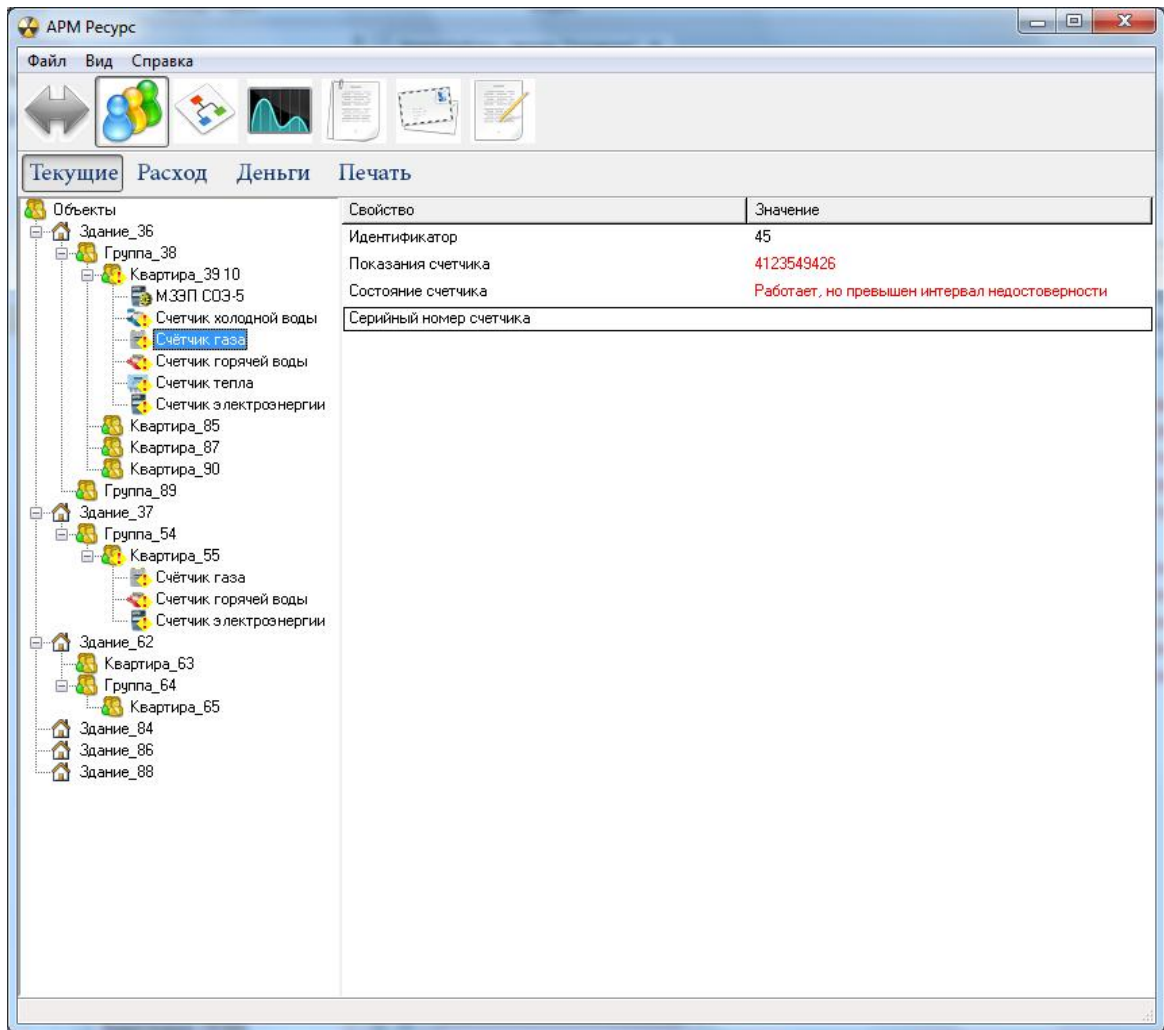 АРМ Ресурс
Файл Вид Справка
Текущие Расход Деньги Печать
Объекты
Здание_36
Группа_38
Квартира_39 10
МЗЭП СОЭ-5
Счетчик холодной воды
Счётчик газа
Счетчик горячей воды
Счетчик тепла
Счетчик электроэнергии
Квартира_85
Квартира_87
Квартира_90
Группа_89
Здание_37
Группа_54
Квартира_55
Счётчик газа
Счетчик горячей воды
Счетчик электроэнергии
Здание_62
Квартира_63
Группа_64
Квартира_65
Здание_84
Здание_86
Здание_88
Свойство Значение
Идентификатор 45
Показания счетчика 4123549426
Состояние счетчика Работает, но превышен интервал недостоверности
Серийный номер счетчика